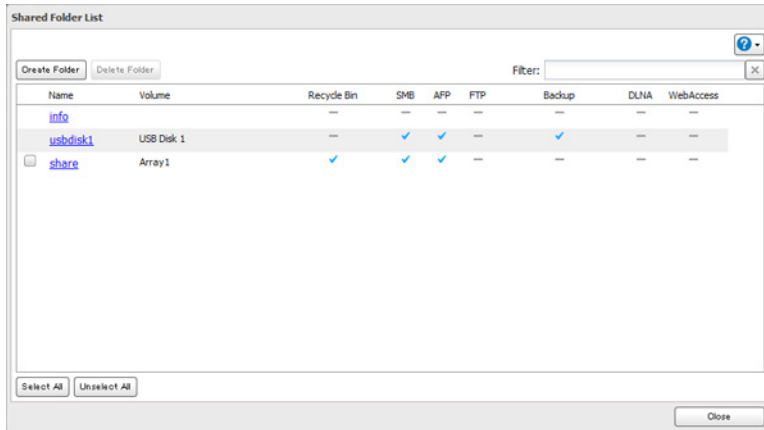 Shared Folder List
?
Create Folder Delete Folder Filter:
Name Volume Recycle Bin SMB AFP FTP Backup DLNA WebAccess
info — — — — — — —
usbdisk1 USB Disk 1 — ✓ ✓ — ✓ — —
share Array1 ✓ ✓ ✓ — — — —
Select All Unselect All
Close